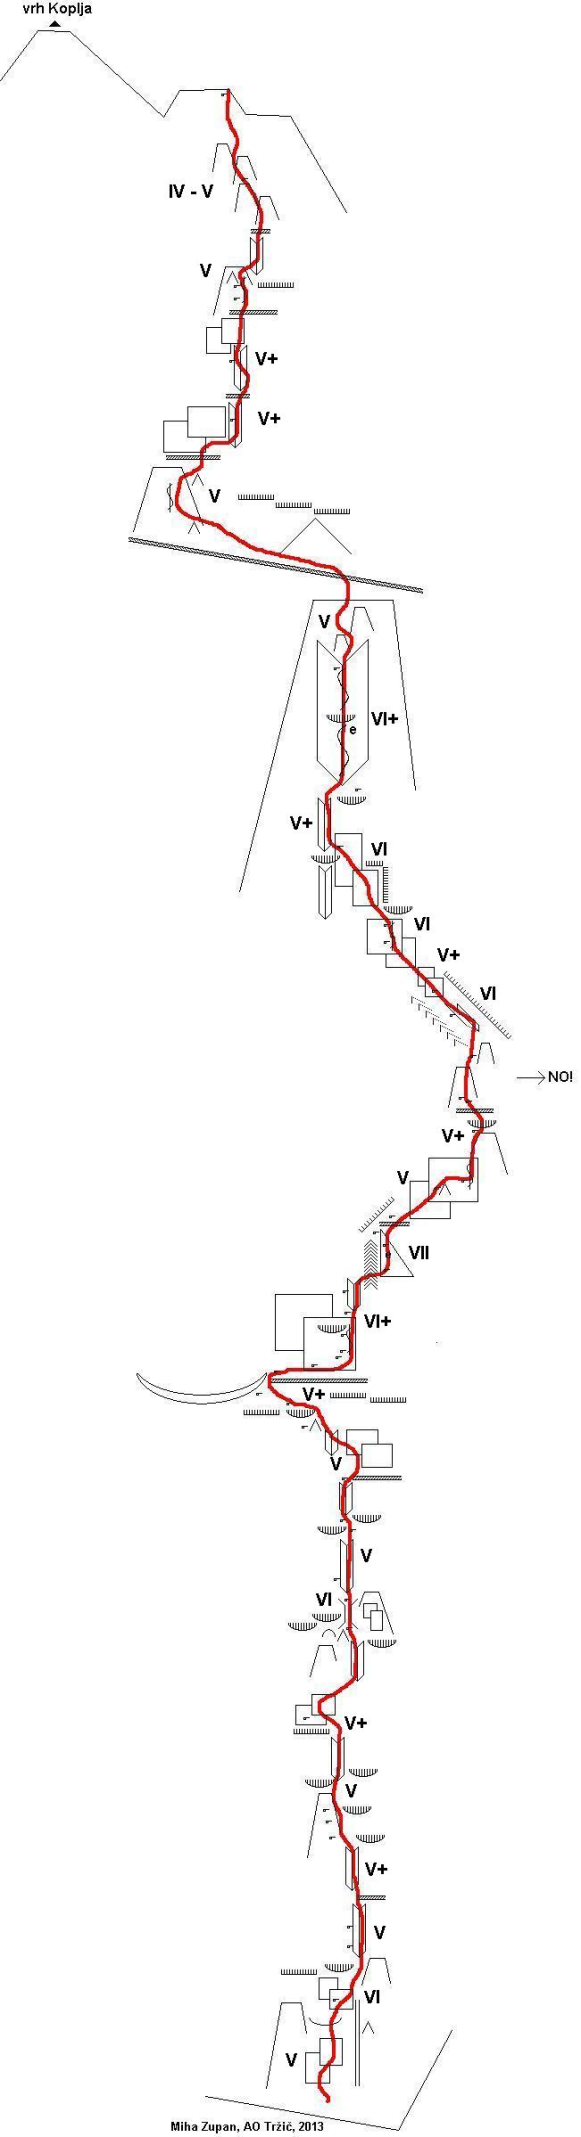 vrh Koplja
IV - V
V
V+
V+
V
V
VI+
e
V+
VI
VI
V+
VI
NO!
V+
V
VII
e
VI+
V+
V
V
VI
V+
V
V+
V
VI
V
Miha Zupan, AO Tržič, 2013